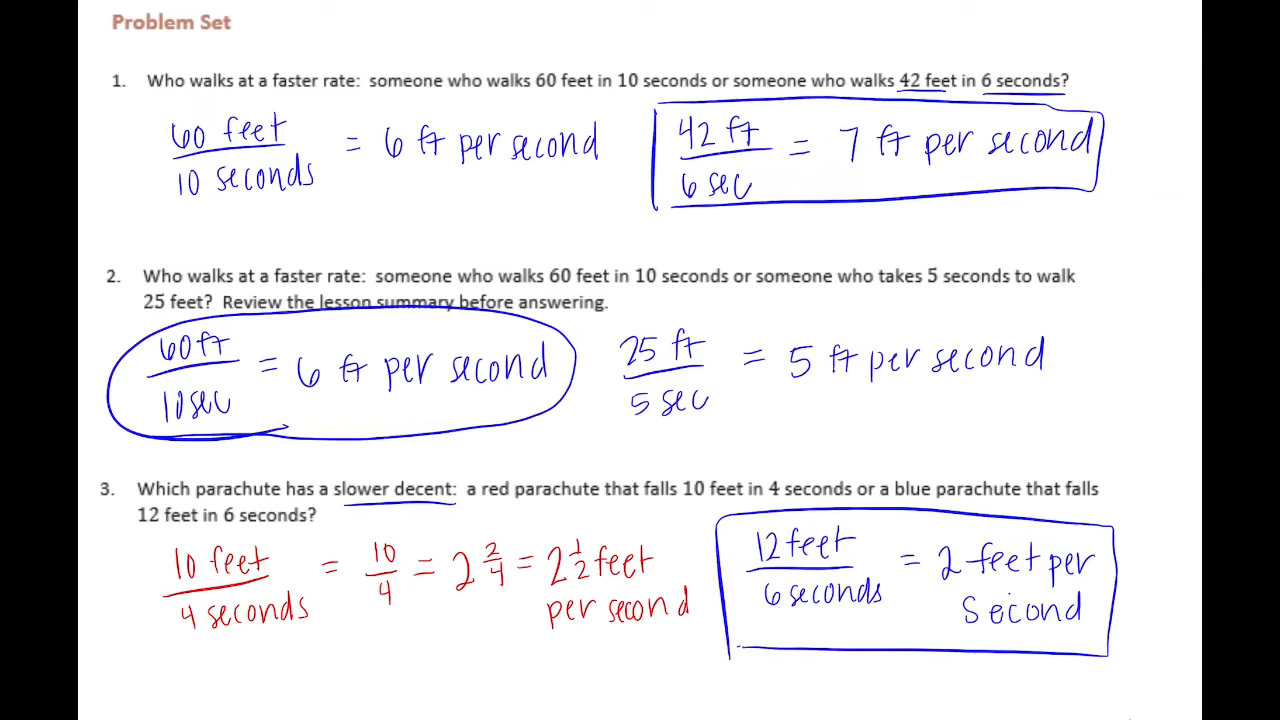 Problem Set
1. Who walks at a faster rate: someone who walks 60 feet in 10 seconds or someone who walks 42 feet in 6 seconds?
60 feet / 10 seconds = 6 ft per second
42 ft / 6 sec = 7 ft per second
2. Who walks at a faster rate: someone who walks 60 feet in 10 seconds or someone who takes 5 seconds to walk
25 feet? Review the lesson summary before answering.
60 ft / 10 sec = 6 ft per second
25 ft / 5 sec = 5 ft per second
3. Which parachute has a slower decent: a red parachute that falls 10 feet in 4 seconds or a blue parachute that falls
12 feet in 6 seconds?
10 feet / 4 seconds = 10/4 = 2 2/4 = 2 1/2 feet
per second
12 feet / 6 seconds = 2 feet per
second